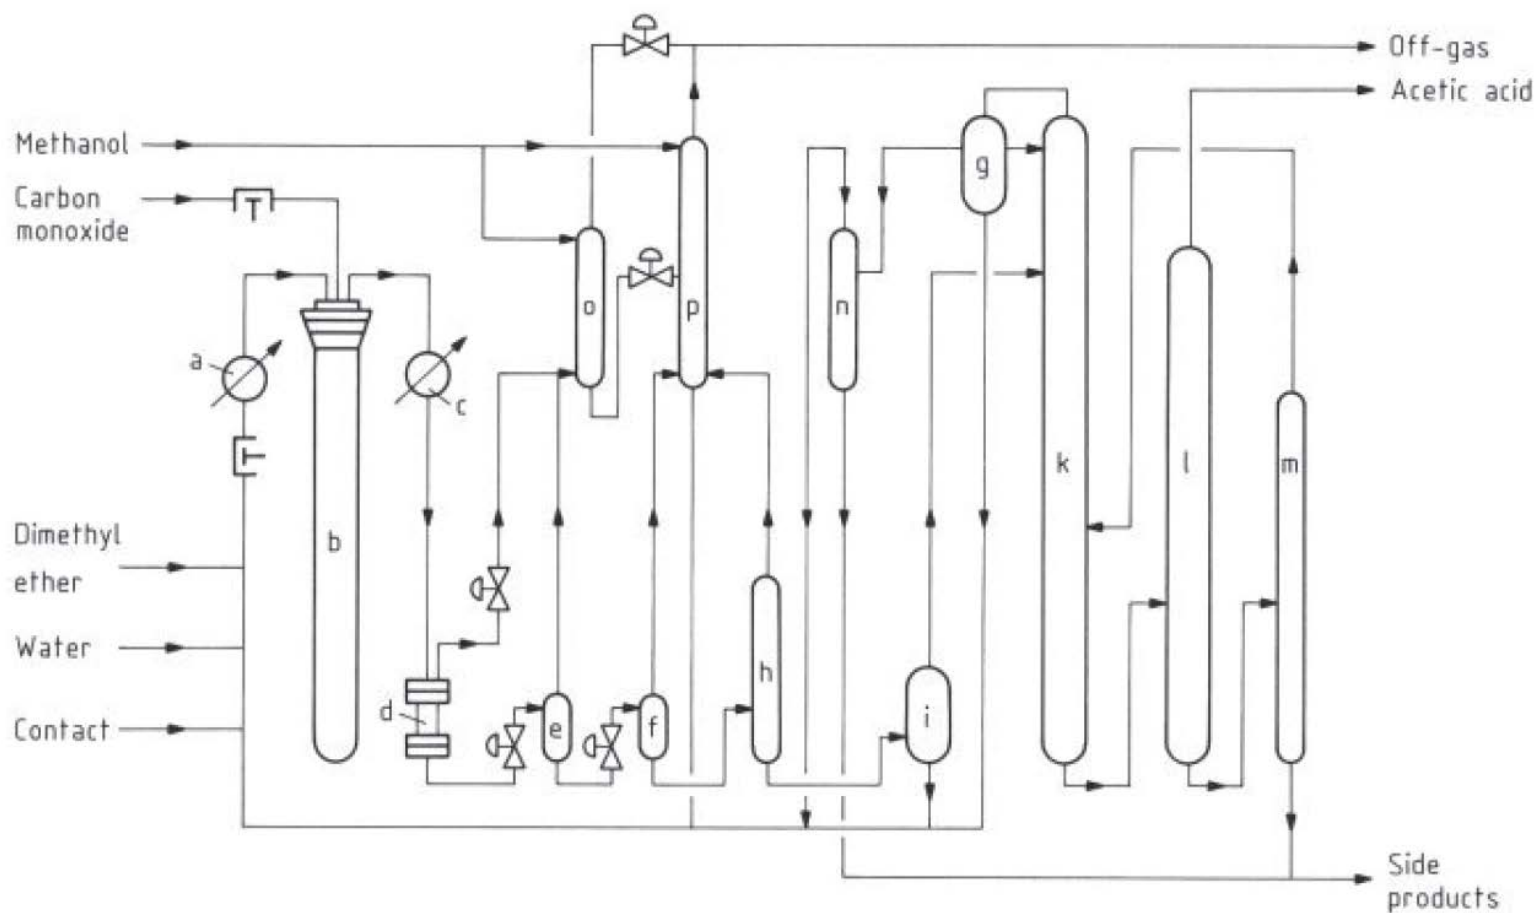 Off-gas
Acetic acid
Methanol
Carbon
monoxide
g
o
p
n
a
c
k
l
m
Dimethyl
ether
b
Water
h
d
e
f
i
Contact
Side
products